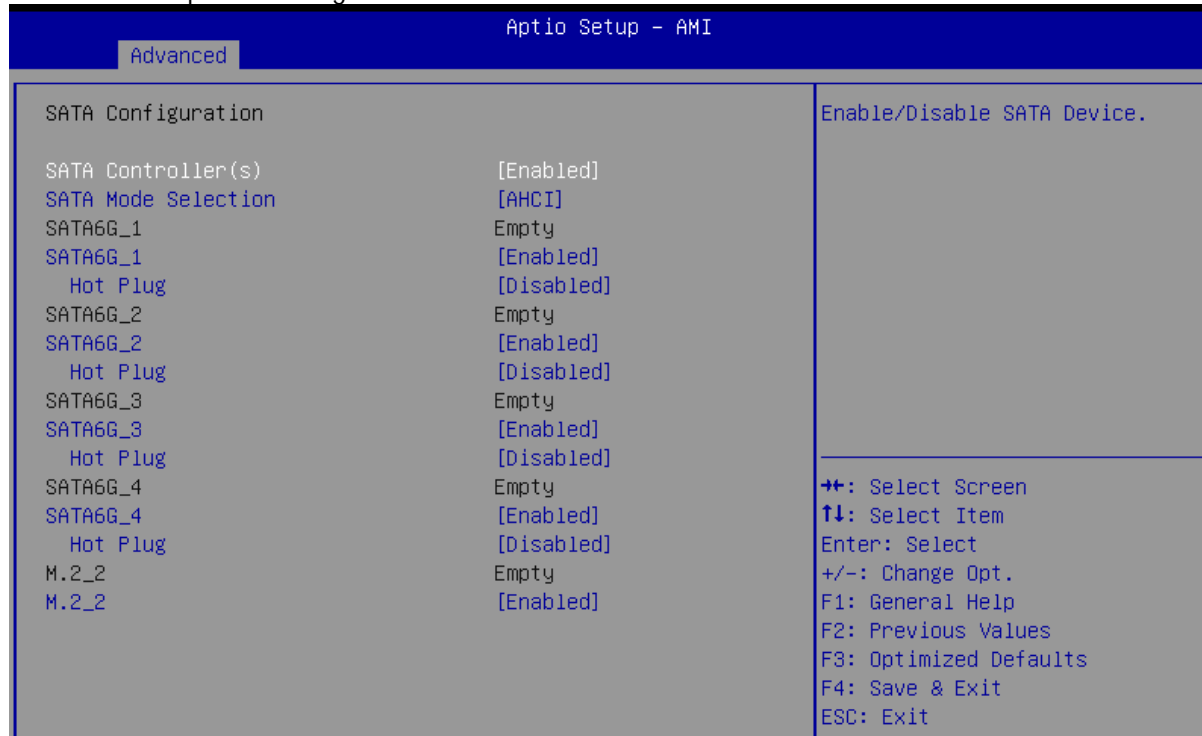 Aptio Setup – AMI
Advanced
SATA Configuration
SATA Controller(s) [Enabled]
SATA Mode Selection [AHCI]
SATA6G_1 Empty
SATA6G_1 [Enabled]
Hot Plug [Disabled]
SATA6G_2 Empty
SATA6G_2 [Enabled]
Hot Plug [Disabled]
SATA6G_3 Empty
SATA6G_3 [Enabled]
Hot Plug [Disabled]
SATA6G_4 Empty
SATA6G_4 [Enabled]
Hot Plug [Disabled]
M.2_2 Empty
M.2_2 [Enabled]
Enable/Disable SATA Device.
→←: Select Screen
↑↓: Select Item
Enter: Select
+/-: Change Opt.
F1: General Help
F2: Previous Values
F3: Optimized Defaults
F4: Save & Exit
ESC: Exit